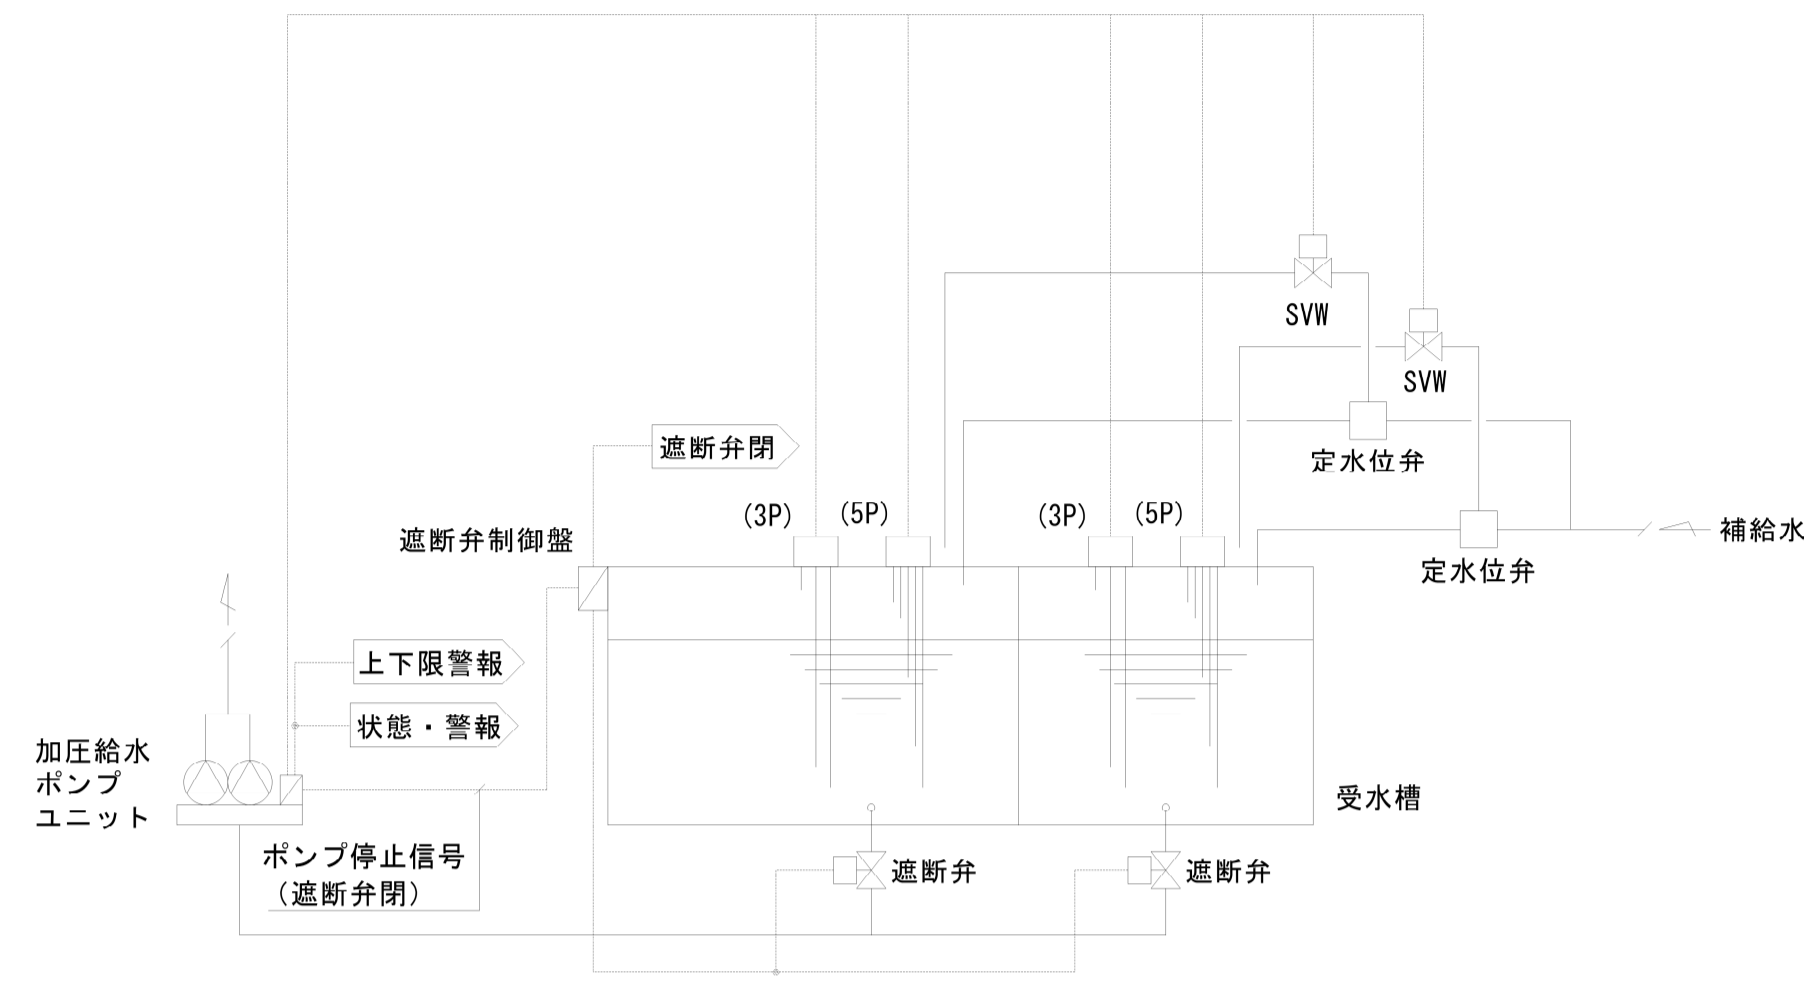 SVW
SVW
遮断弁閉
定水位弁
(3P)
(5P)
(3P)
(5P)
補給水
遮断弁制御盤
定水位弁
上下限警報
状態・警報
加圧給水
ポンプ
ユニット
受水槽
ポンプ停止信号
（遮断弁閉）
遮断弁
遮断弁